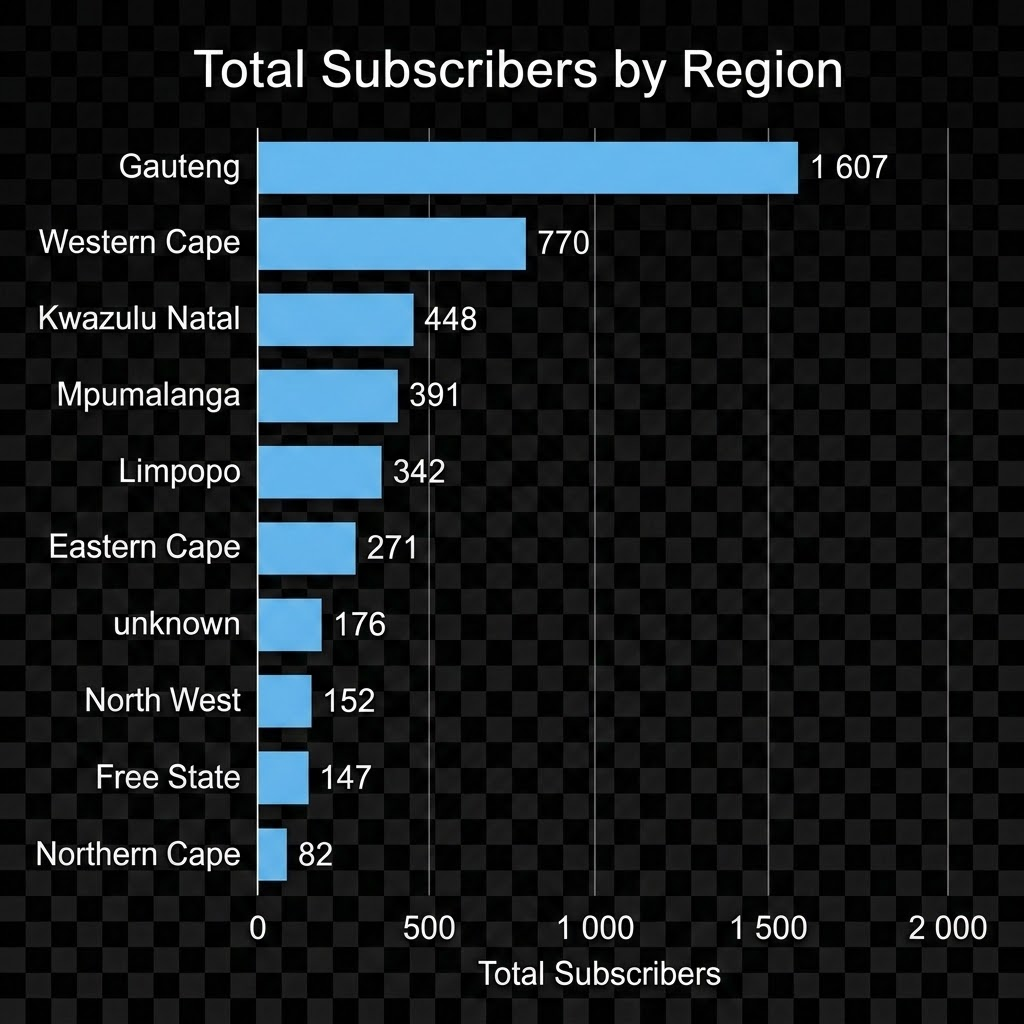 Total Subscribers by Region
Gauteng 1 607
Western Cape 770
Kwazulu Natal 448
Mpumalanga 391
Limpopo 342
Eastern Cape 271
unknown 176
North West 152
Free State 147
Northern Cape 82
0 500 1 000 1 500 2 000
Total Subscribers